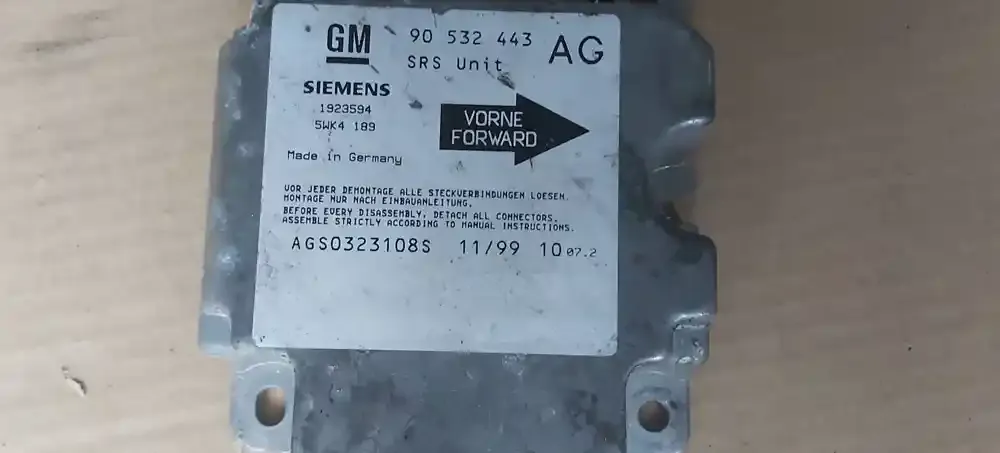 GM 90 532 443 AG
SRS Unit
SIEMENS
1923594
5WK4 189
VORNE
FORWARD
Made in Germany
VOR JEDER DEMONTAGE ALLE STECKVERBINDUNGEN LOESEN.
MONTAGE NUR NACH EINBAUANLEITUNG.
BEFORE EVERY DISASSEMBLY, DETACH ALL CONNECTORS.
ASSEMBLE STRICTLY ACCORDING TO MANUAL INSTRUCTIONS.
AGS0323108S 11/99 10 07.2